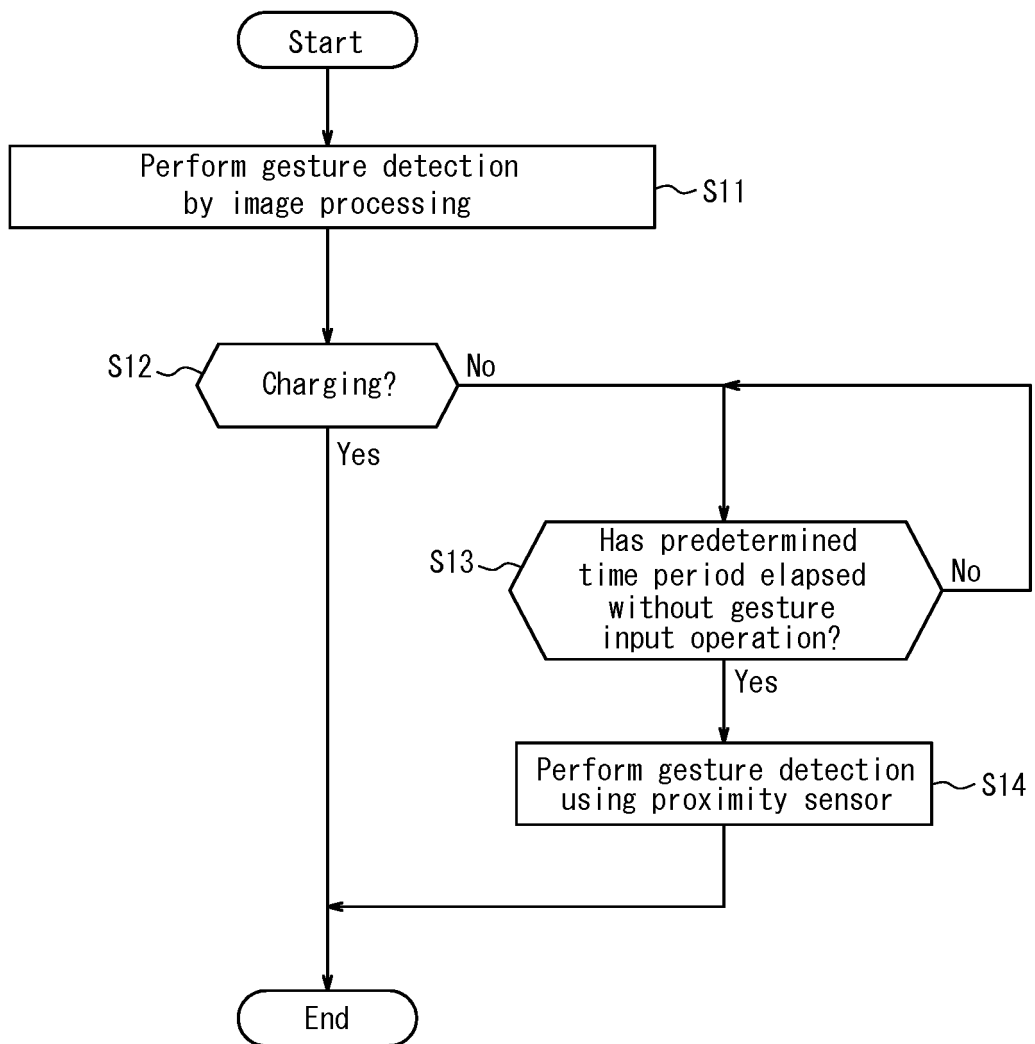 Start
Perform gesture detection
by image processing
S11
S12
Charging?
No
Yes
S13
Has predetermined
time period elapsed
without gesture
input operation?
No
Yes
Perform gesture detection
using proximity sensor
S14
End